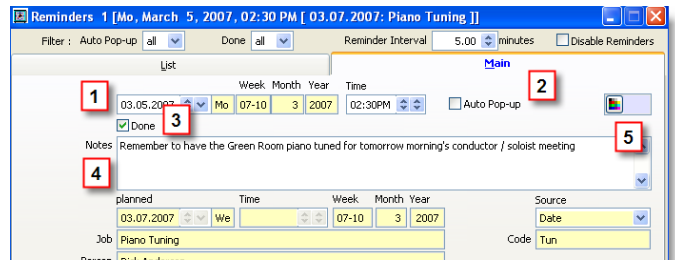 Reminders 1 [Mo, March 5, 2007, 02:30 PM [ 03.07.2007: Piano Tuning ]]
Filter : Auto Pop-up all Done all Reminder Interval 5.00 minutes Disable Reminders
List Main
Week Month Year Time
1 03.05.2007 Mo 07-10 3 2007 02:30PM Auto Pop-up 2
Done 3
Notes Remember to have the Green Room piano tuned for tomorrow morning's conductor / soloist meeting 5
4
planned Time Week Month Year Source
03.07.2007 We 07-10 3 2007 Date
Job Piano Tuning Code Tun